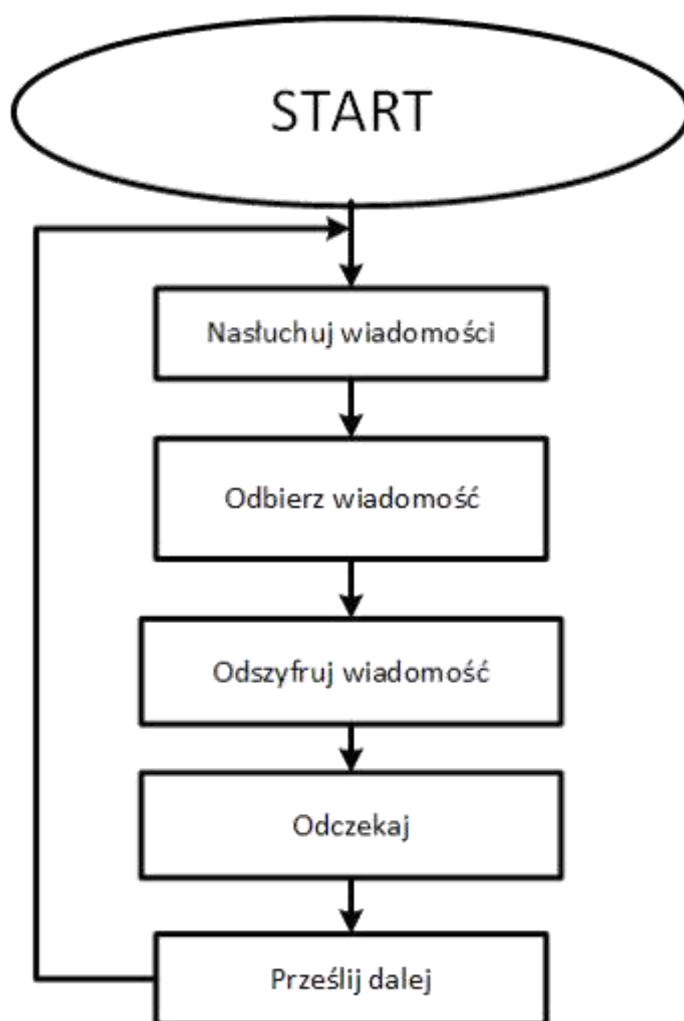 START
Nasłuchuj wiadomości
Odbierz wiadomość
Odszyfruj wiadomość
Odczekaj
Prześlij dalej